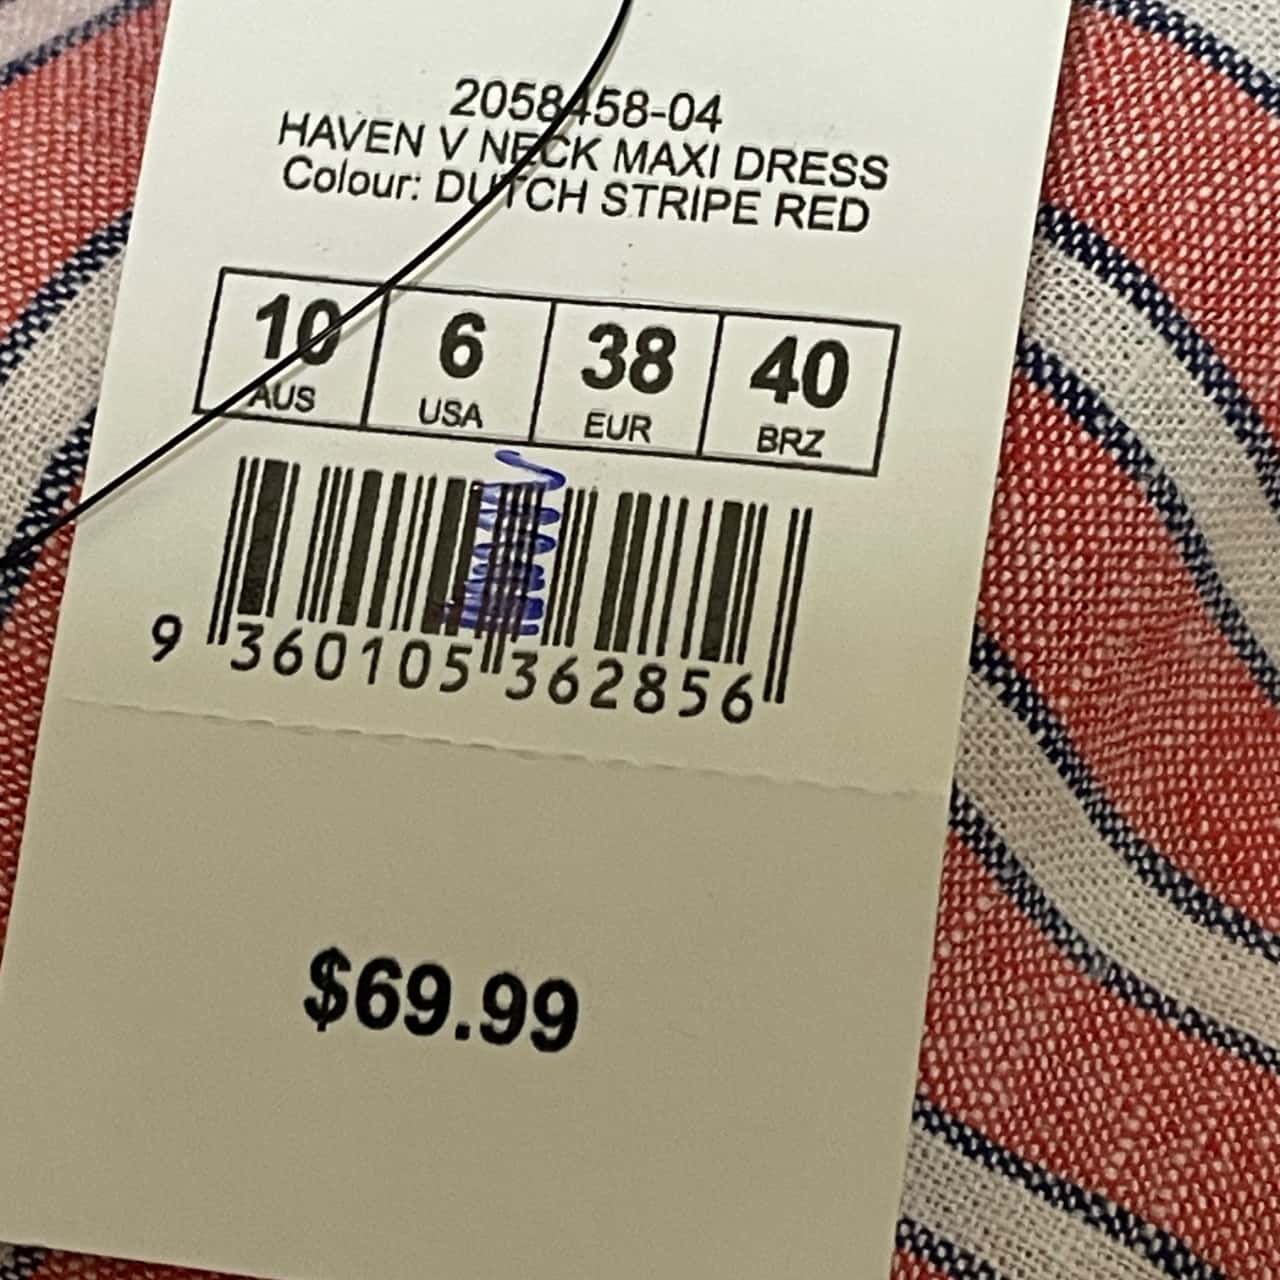 2058458-04
HAVEN V NECK MAXI DRESS
Colour: DUTCH STRIPE RED
10 6 38 40
AUS USA EUR BRZ
9 360105 362856
$69.99